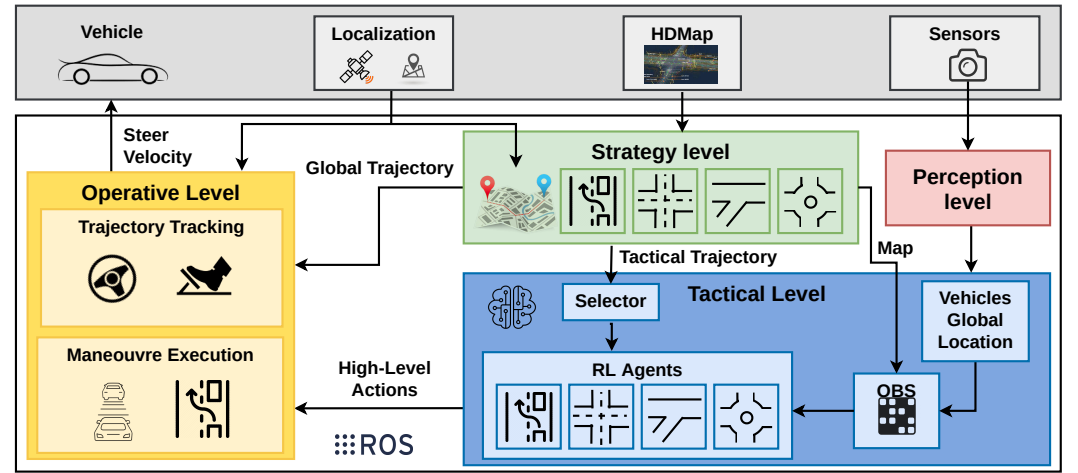 Vehicle
Localization
HDMap
Sensors
Steer
Velocity
Global Trajectory
Strategy level
Perception
level
Operative Level
Trajectory Tracking
Map
Tactical Trajectory
Selector
Tactical Level
Vehicles
Global
Location
Maneouvre Execution
High-Level
Actions
RL Agents
OBS
ROS